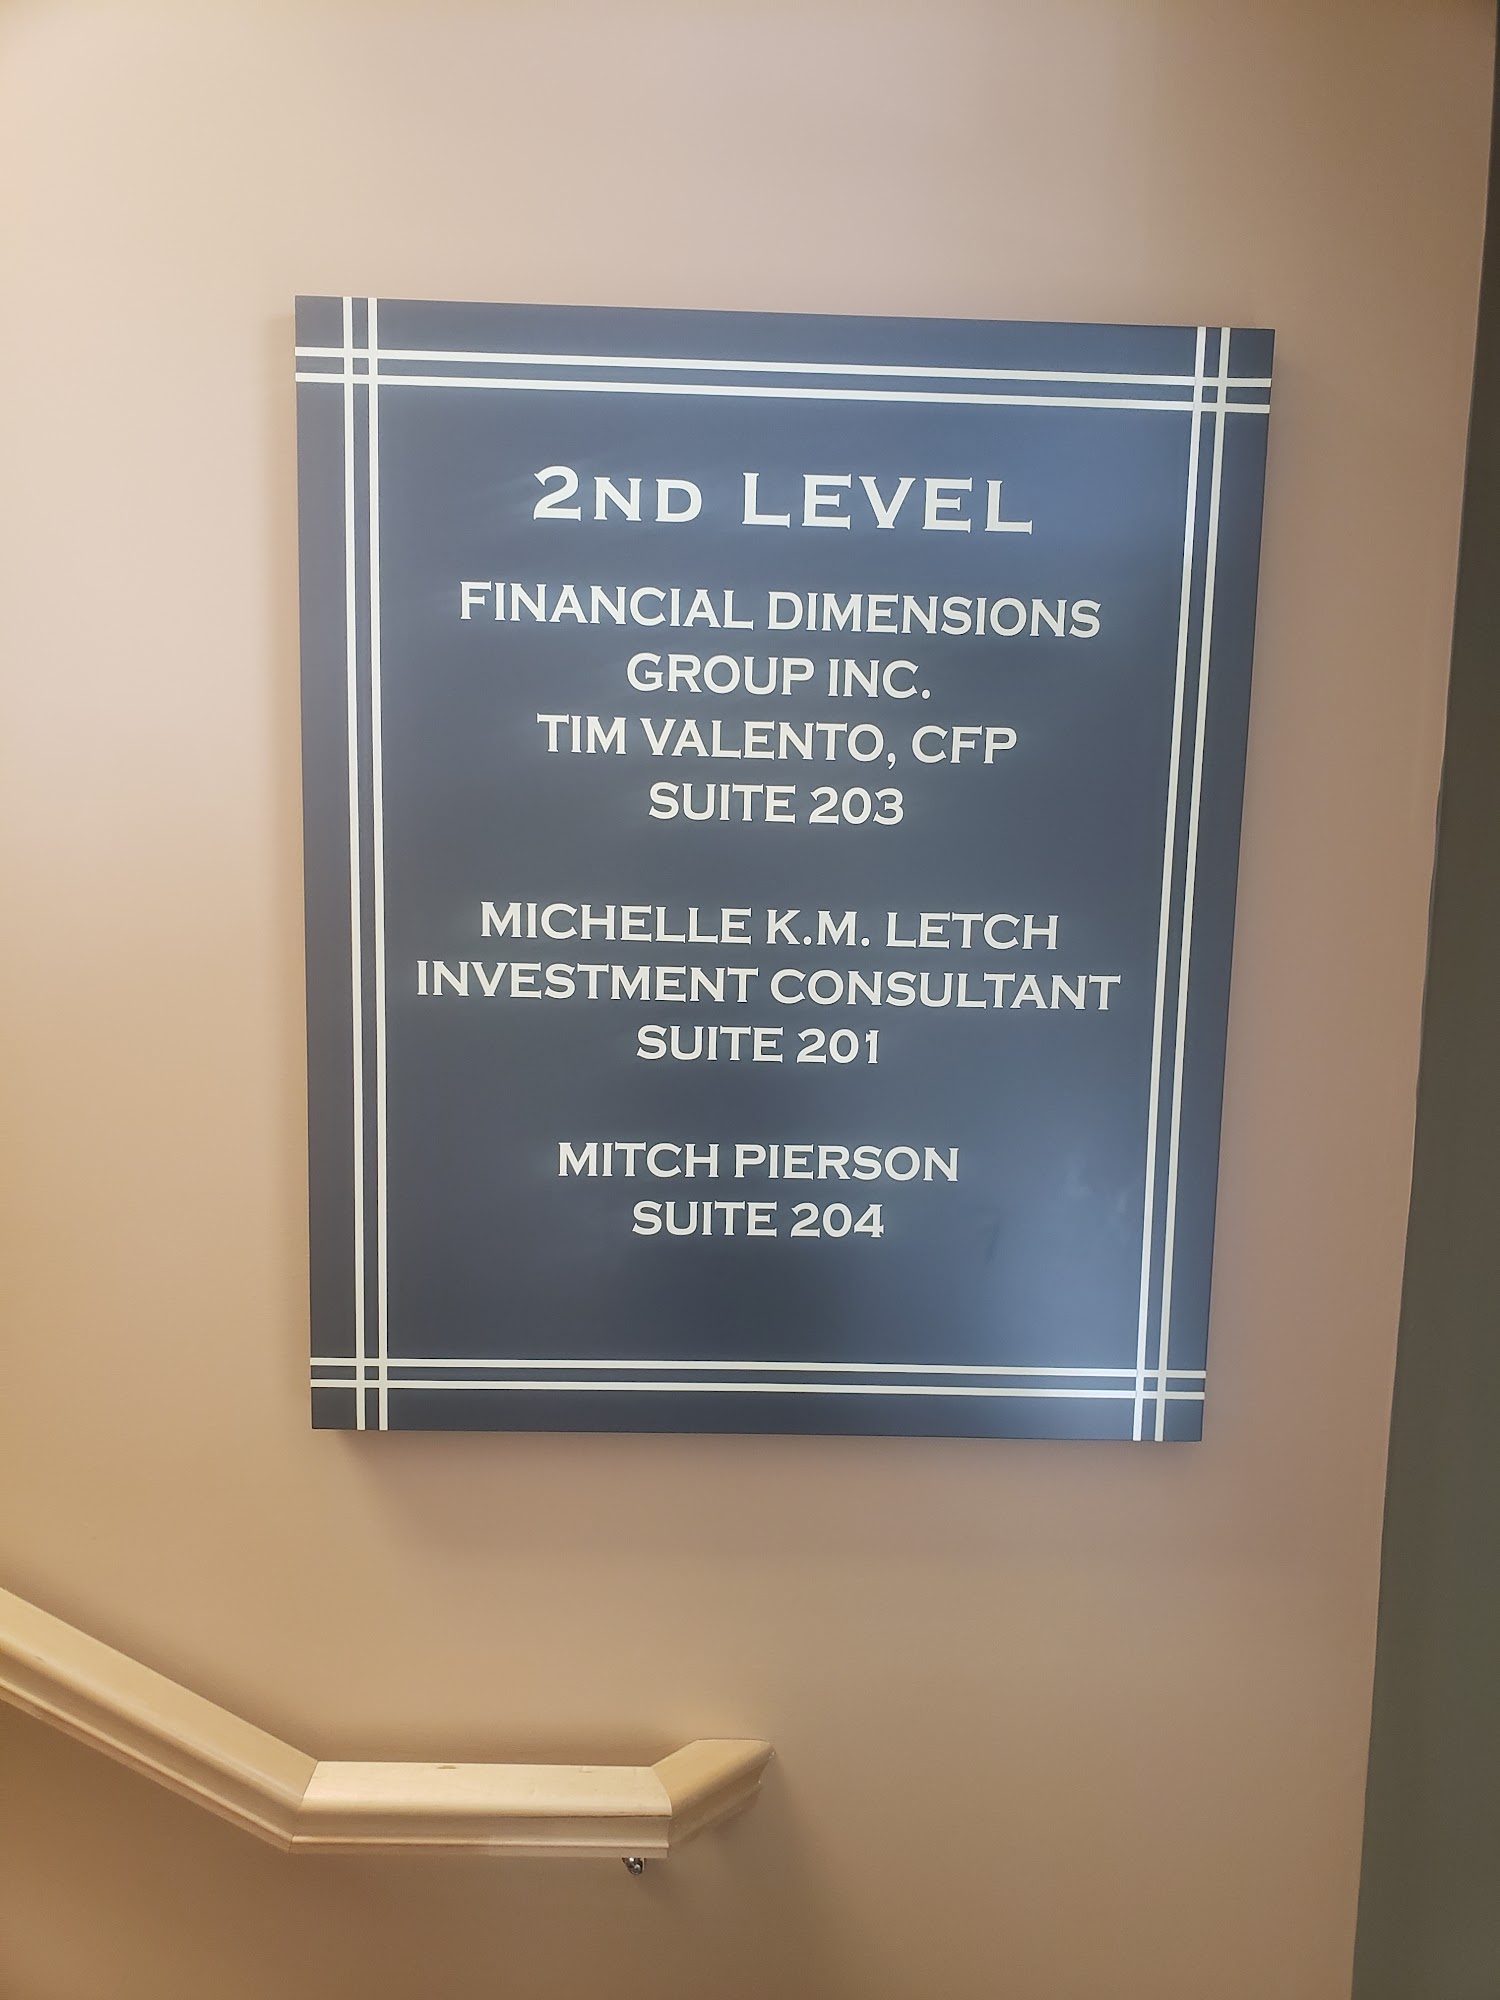 2ND LEVEL
FINANCIAL DIMENSIONS
GROUP INC.
TIM VALENTO, CFP
SUITE 203
MICHELLE K.M. LETCH
INVESTMENT CONSULTANT
SUITE 201
MITCH PIERSON
SUITE 204